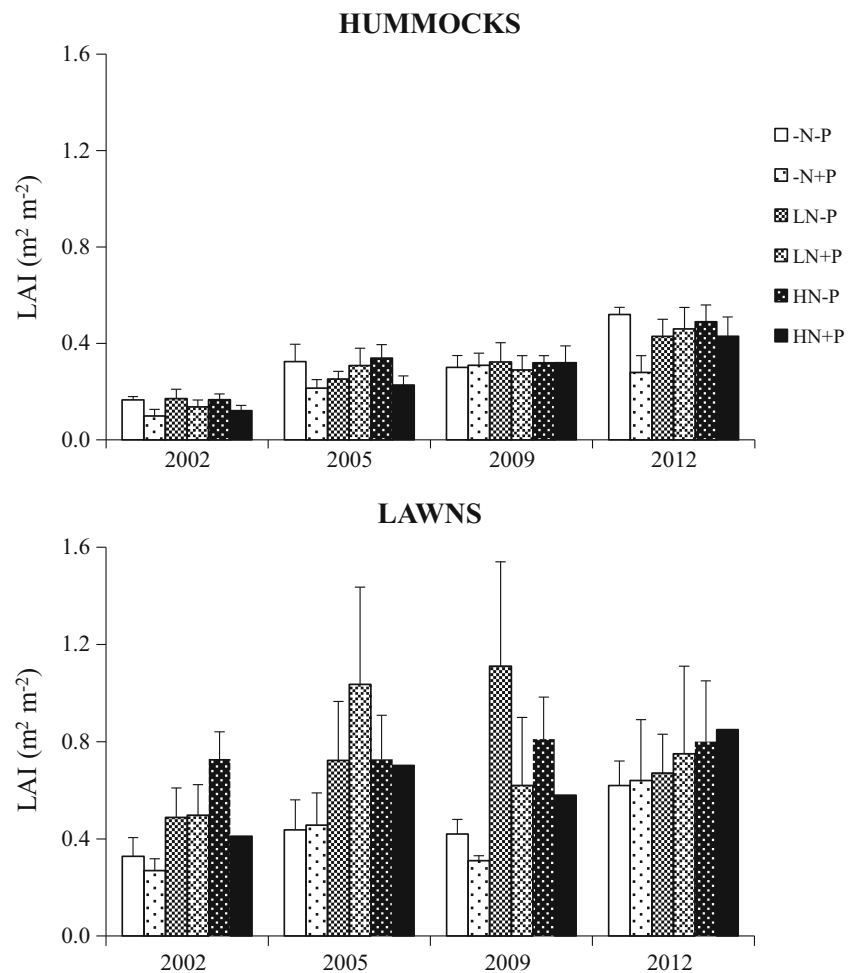 HUMMOCKS
1.6
1.2
0.8
0.4
0.0
LAI (m² m⁻²)
2002 2005 2009 2012
-N-P
-N+P
LN-P
LN+P
HN-P
HN+P
LAWNS
1.6
1.2
0.8
0.4
0.0
LAI (m² m⁻²)
2002 2005 2009 2012